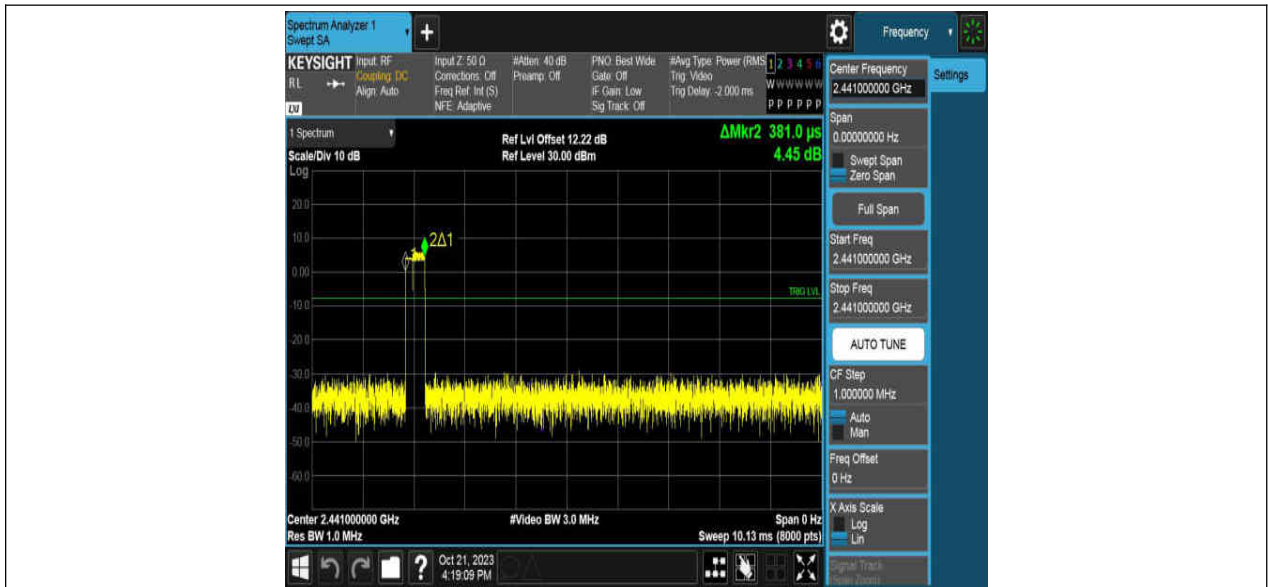 Spectrum Analyzer 1
Swept SA
+
Frequency
KEYSIGHT
RL
LXI
Input: RF
Coupling: DC
Align: Auto
Input Z: 50 Ω
Corrections: Off
Freq Ref: Int (S)
NFE: Adaptive
#Atten: 40 dB
Preamp: Off
PNO: Best Wide
Gate: Off
IF Gain: Low
Sig Track: Off
#Avg Type: Power (RMS
Trig: Video
Trig Delay: -2.000 ms
1 2 3 4 5 6
W W W W W W
P P P P P P
1 Spectrum
Scale/Div 10 dB
Log
Ref Lvl Offset 12.22 dB
Ref Level 30.00 dBm
ΔMkr2 381.0 µs
4.45 dB
20.0
10.0
0.00
-10.0
-20.0
-30.0
-40.0
-50.0
-60.0
2Δ1
TRIG LVL
Center 2.441000000 GHz
Res BW 1.0 MHz
#Video BW 3.0 MHz
Span 0 Hz
Sweep 10.13 ms (8000 pts)
Oct 21, 2023
4:19:09 PM
?
Center Frequency
2.441000000 GHz
Settings
Span
0.00000000 Hz
Swept Span
Zero Span
Full Span
Start Freq
2.441000000 GHz
Stop Freq
2.441000000 GHz
AUTO TUNE
CF Step
1.000000 MHz
Auto
Man
Freq Offset
0 Hz
X Axis Scale
Log
Lin
Signal Track
(Span Zoom)